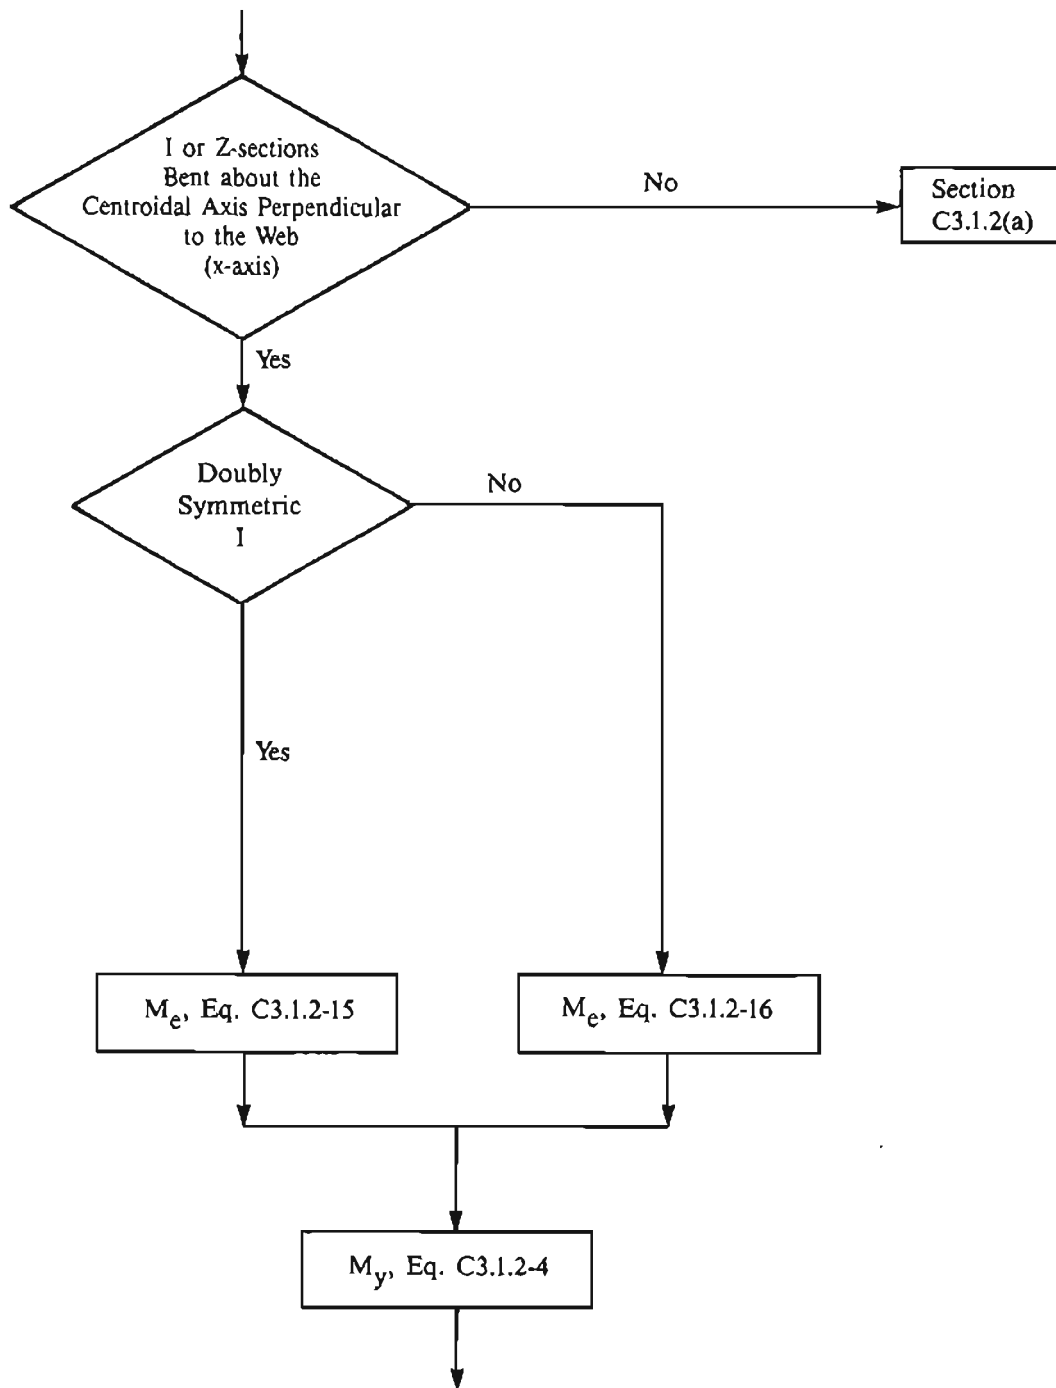 I or Z-sections
Bent about the
Centroidal Axis Perpendicular
to the Web
(x-axis)
No
Section
C3.1.2(a)
Yes
Doubly
Symmetric
I
No
Yes
Me, Eq. C3.1.2-15
Me, Eq. C3.1.2-16
My, Eq. C3.1.2-4